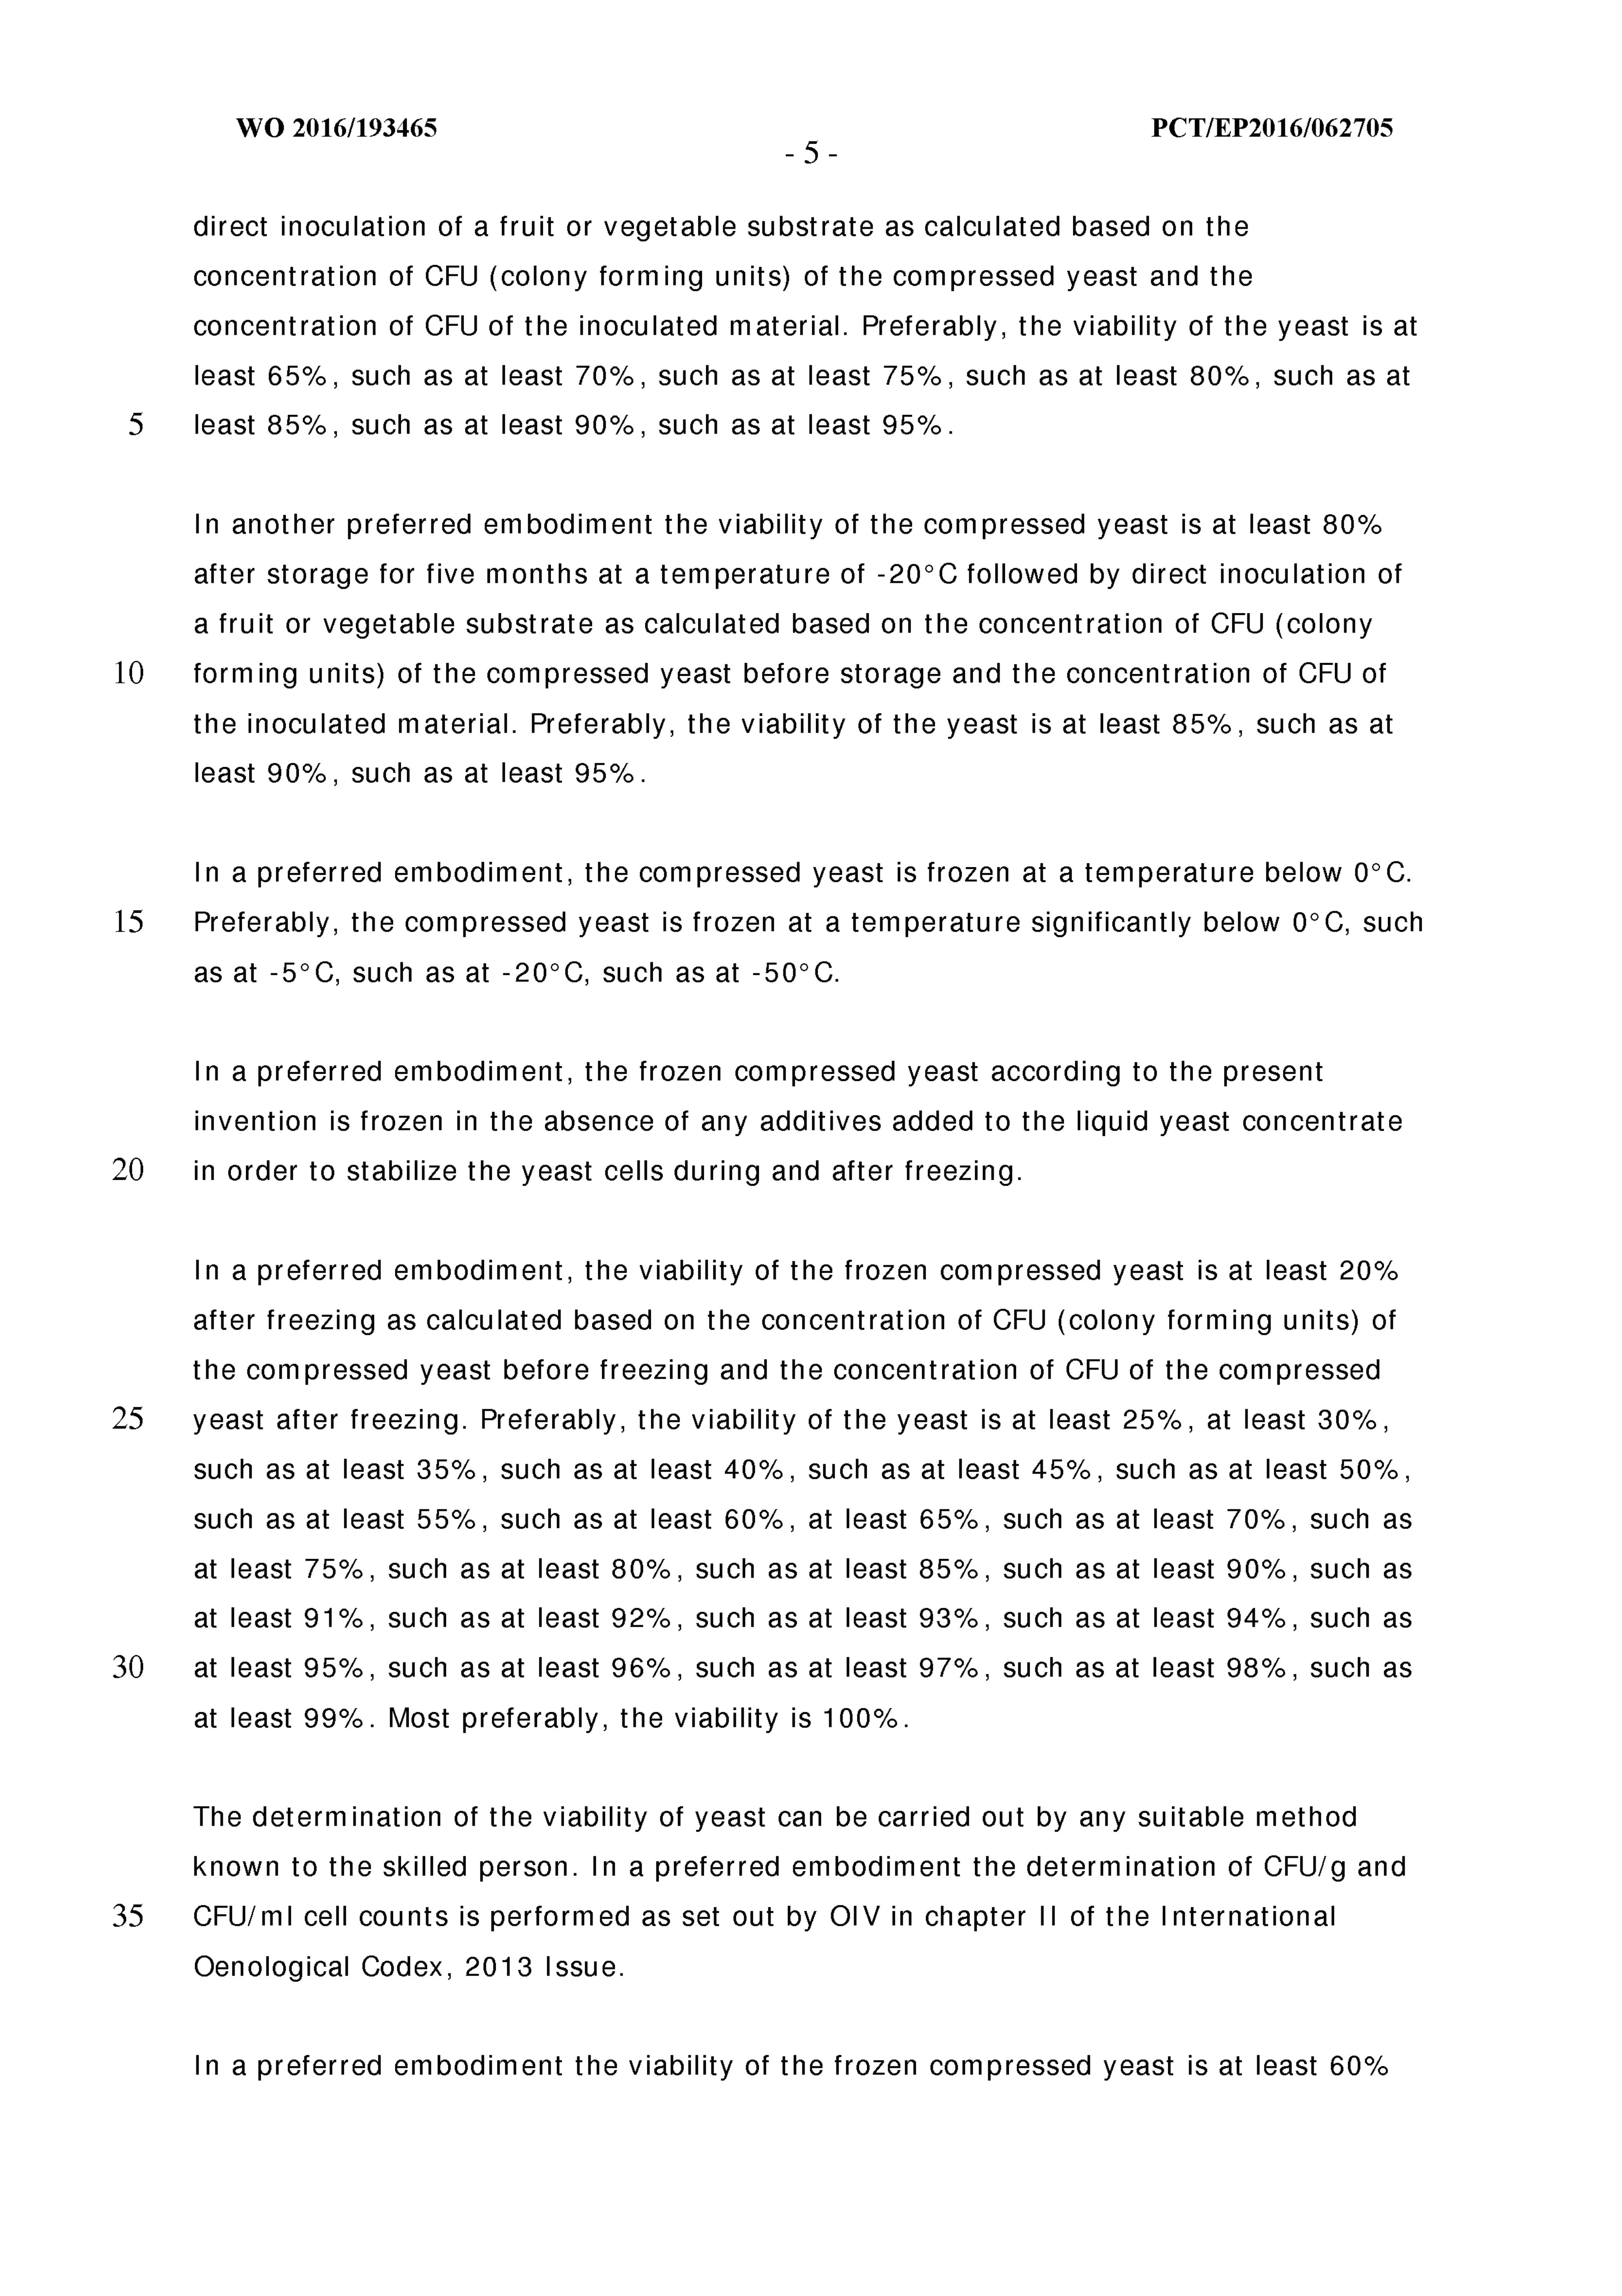 WO 2016/193465 PCT/EP2016/062705
- 5 -
direct inoculation of a fruit or vegetable substrate as calculated based on the
concentration of CFU (colony forming units) of the compressed yeast and the
concentration of CFU of the inoculated material. Preferably, the viability of the yeast is at
least 65%, such as at least 70%, such as at least 75%, such as at least 80%, such as at
5 least 85%, such as at least 90%, such as at least 95%.
In another preferred embodiment the viability of the compressed yeast is at least 80%
after storage for five months at a temperature of -20°C followed by direct inoculation of
a fruit or vegetable substrate as calculated based on the concentration of CFU (colony
10 forming units) of the compressed yeast before storage and the concentration of CFU of
the inoculated material. Preferably, the viability of the yeast is at least 85%, such as at
least 90%, such as at least 95%.
In a preferred embodiment, the compressed yeast is frozen at a temperature below 0°C.
15 Preferably, the compressed yeast is frozen at a temperature significantly below 0°C, such
as at -5°C, such as at -20°C, such as at -50°C.
In a preferred embodiment, the frozen compressed yeast according to the present
invention is frozen in the absence of any additives added to the liquid yeast concentrate
20 in order to stabilize the yeast cells during and after freezing.
In a preferred embodiment, the viability of the frozen compressed yeast is at least 20%
after freezing as calculated based on the concentration of CFU (colony forming units) of
the compressed yeast before freezing and the concentration of CFU of the compressed
25 yeast after freezing. Preferably, the viability of the yeast is at least 25%, at least 30%,
such as at least 35%, such as at least 40%, such as at least 45%, such as at least 50%,
such as at least 55%, such as at least 60%, at least 65%, such as at least 70%, such as
at least 75%, such as at least 80%, such as at least 85%, such as at least 90%, such as
at least 91%, such as at least 92%, such as at least 93%, such as at least 94%, such as
30 at least 95%, such as at least 96%, such as at least 97%, such as at least 98%, such as
at least 99%. Most preferably, the viability is 100%.
The determination of the viability of yeast can be carried out by any suitable method
known to the skilled person. In a preferred embodiment the determination of CFU/g and
35 CFU/ml cell counts is performed as set out by OIV in chapter II of the International
Oenological Codex, 2013 Issue.
In a preferred embodiment the viability of the frozen compressed yeast is at least 60%